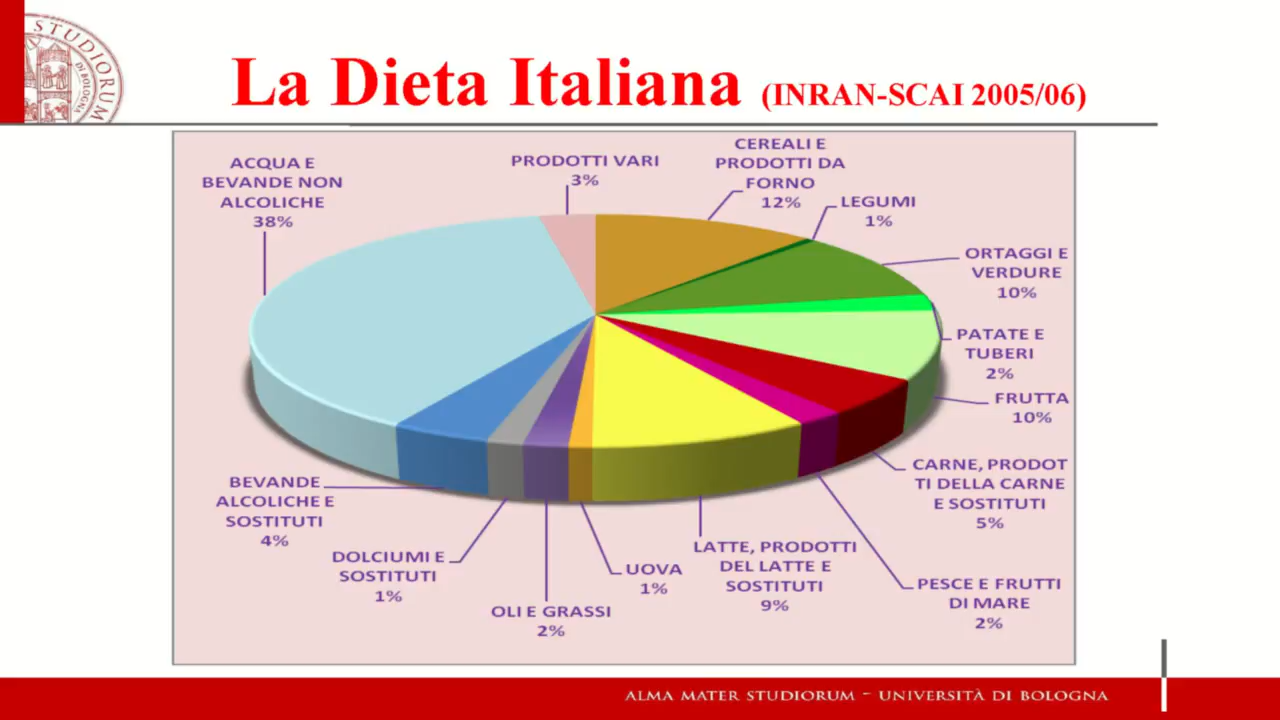 STUDIORUM
DI BOLOGNA
La Dieta Italiana (INRAN-SCAI 2005/06)
ACQUA E
BEVANDE NON
ALCOLICHE
38%
PRODOTTI VARI
3%
CEREALI E
PRODOTTI DA
FORNO
12%
LEGUMI
1%
ORTAGGI E
VERDURE
10%
PATATE E
TUBERI
2%
FRUTTA
10%
CARNE, PRODOT
TI DELLA CARNE
E SOSTITUTI
5%
PESCE E FRUTTI
DI MARE
2%
LATTE, PRODOTTI
DEL LATTE E
SOSTITUTI
9%
UOVA
1%
OLI E GRASSI
2%
DOLCIUMI E
SOSTITUTI
1%
BEVANDE
ALCOLICHE E
SOSTITUTI
4%
ALMA MATER STUDIORUM – UNIVERSITÀ DI BOLOGNA